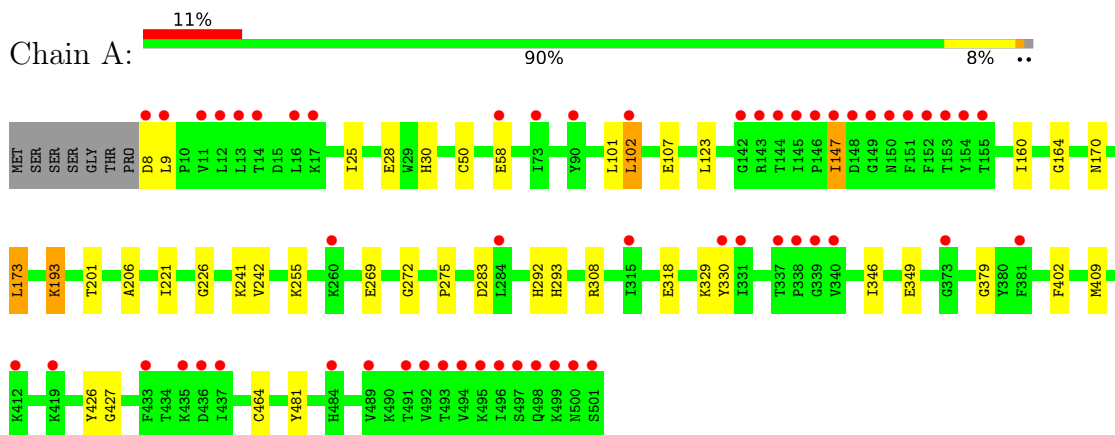 11%
Chain A:
90% 8% ••
MET SER SER SER GLY THR PRO D8 L9 P10 V11 L12 L13 T14 D15 L16 K17 I25 E28 W29 H30 C50 E58 I73 Y90 L101 L102 E107 L123 G142 R143 T144 I145 P146 I147 D148 G149 N150 F151 F152 T153 Y154 T155 I160 G164 N170
L173 K193 T201 A206 I221 G226 K241 V242 K255 K260 E269 G272 P275 D283 L284 H292 H293 R308 I315 E318 K329 Y330 I331 T337 P338 G339 V340 I346 E349 G373 G379 Y380 F381 F402 M409
K412 K419 Y426 G427 F433 T434 K435 D436 I437 C464 Y481 H484 V489 K490 T491 V492 T493 V494 K495 I496 S497 Q498 K499 N500 S501